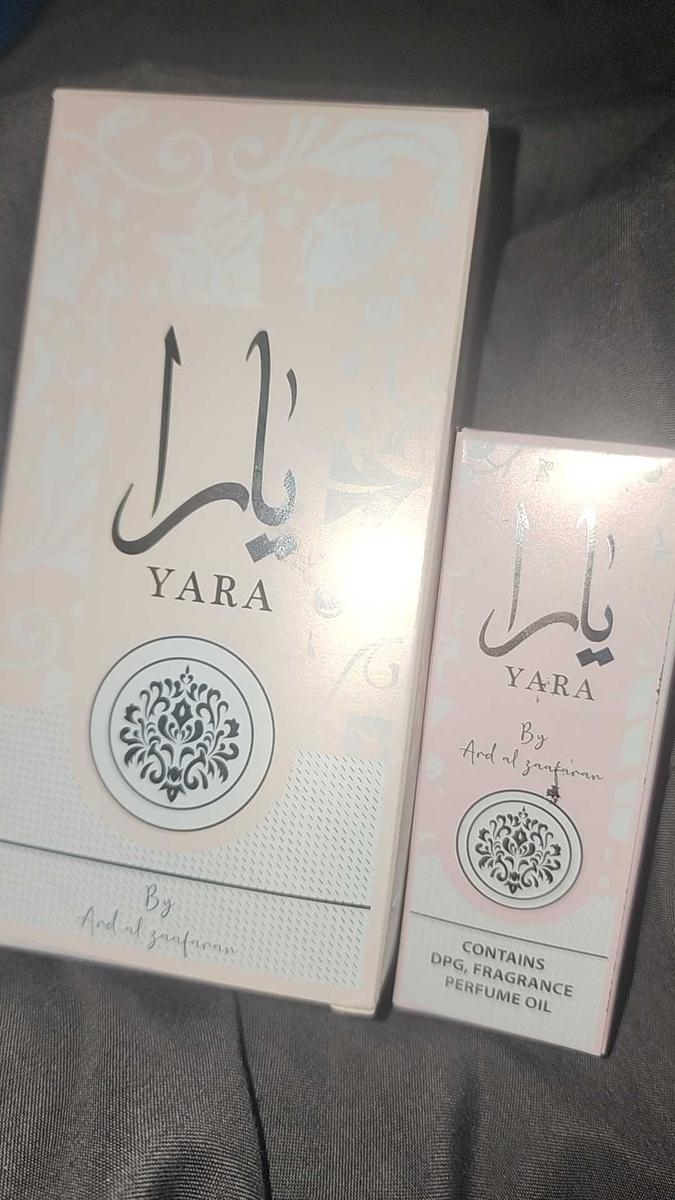 يارا
YARA
By
Ard al zaafaran
يارا
YARA
By
Ard al zaafaran
CONTAINS
DPG, FRAGRANCE
PERFUME OIL